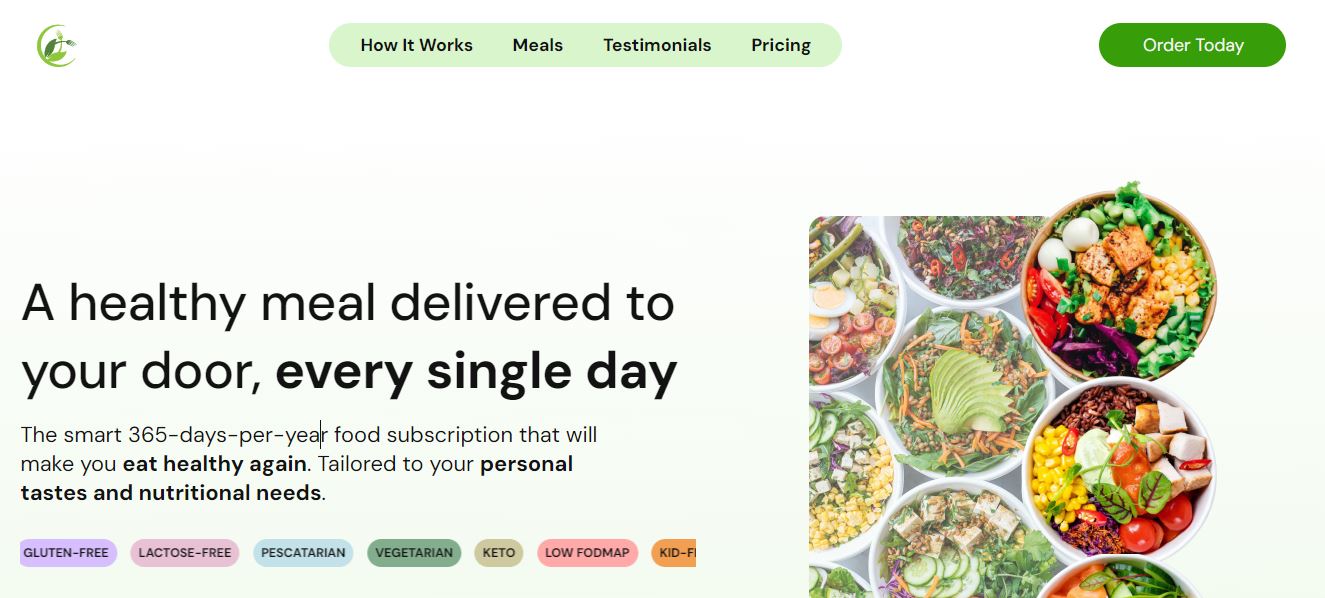 How It Works Meals Testimonials Pricing
Order Today
A healthy meal delivered to
your door, every single day
The smart 365-days-per-year food subscription that will
make you eat healthy again. Tailored to your personal
tastes and nutritional needs.
GLUTEN-FREE LACTOSE-FREE PESCATARIAN VEGETARIAN KETO LOW FODMAP